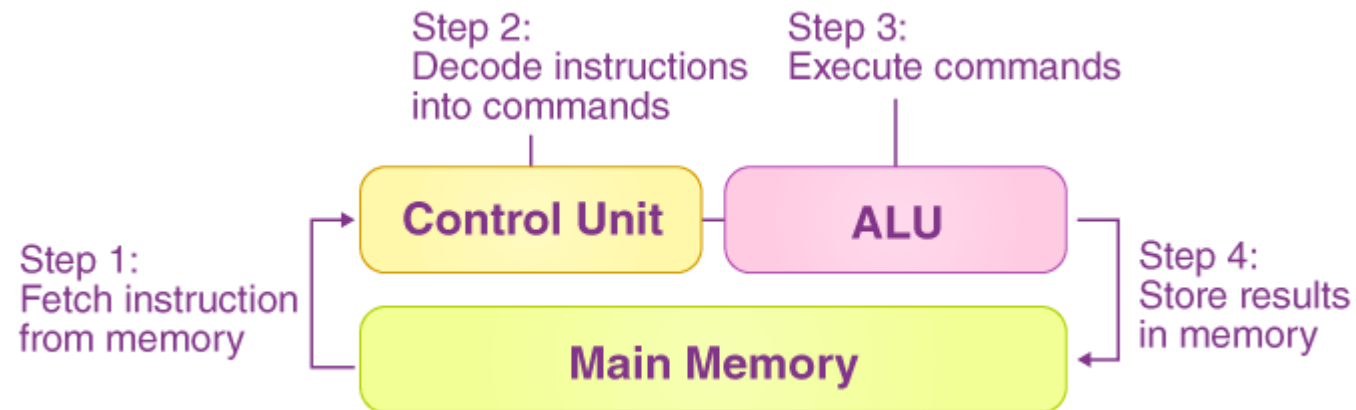 Step 2:
Decode instructions
into commands
Step 3:
Execute commands
Control Unit
ALU
Step 1:
Fetch instruction
from memory
Step 4:
Store results
in memory
Main Memory